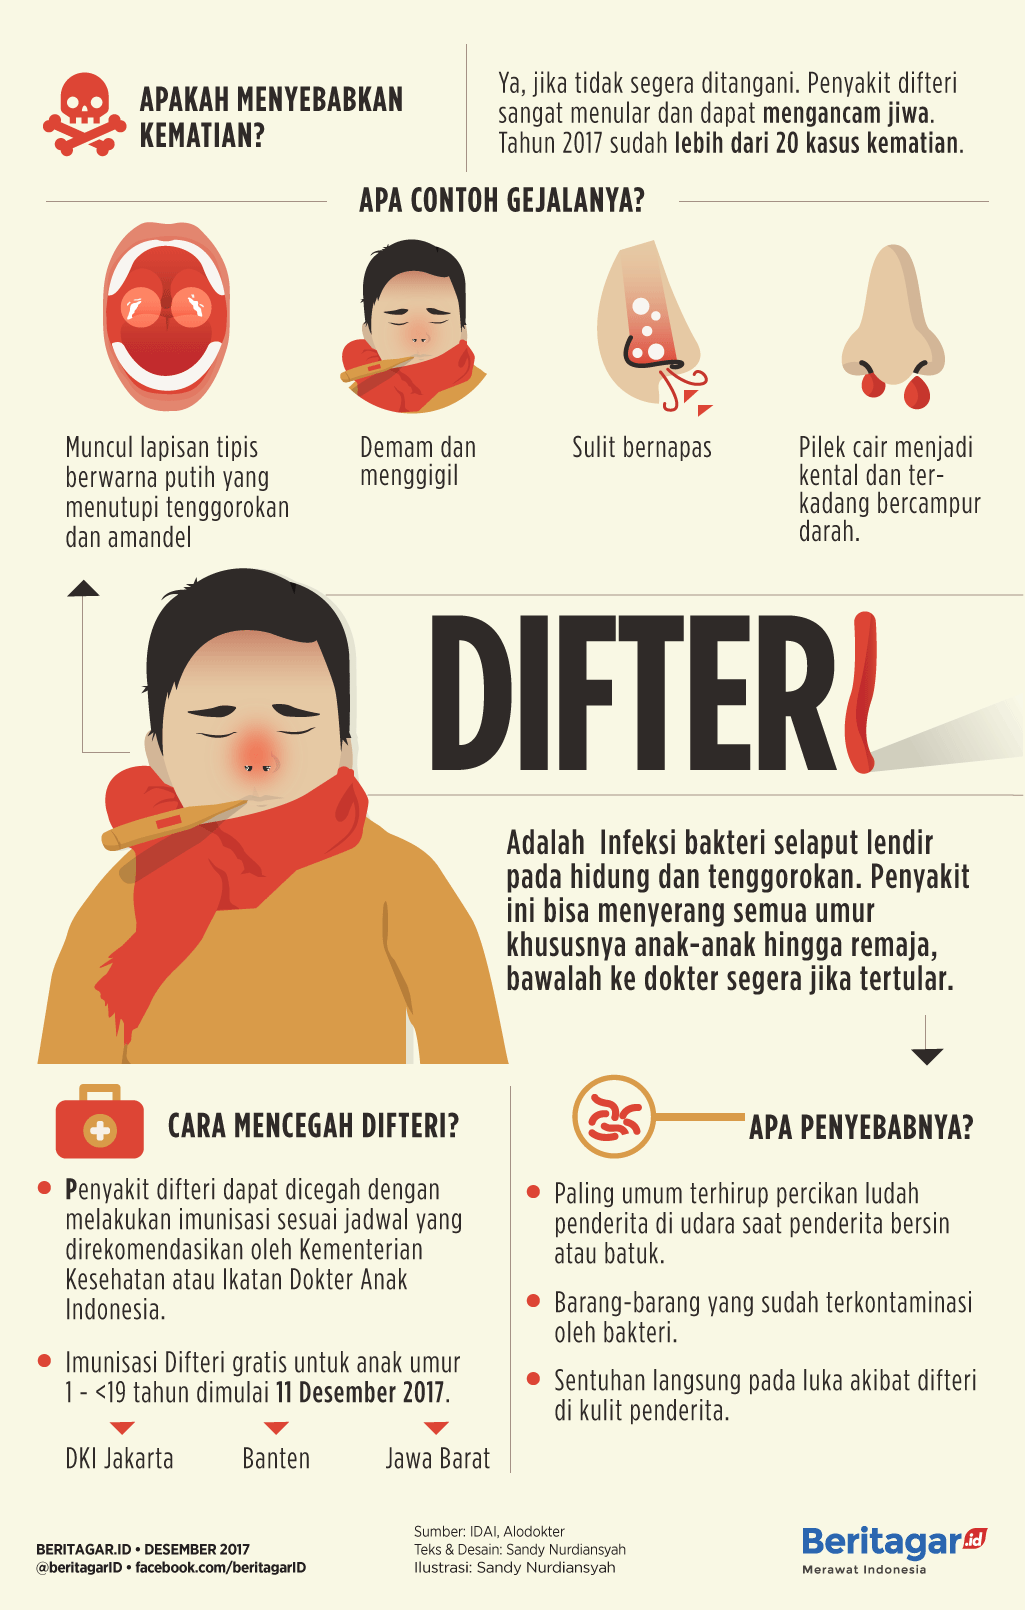 APAKAH MENYEBABKAN
KEMATIAN?
Ya, jika tidak segera ditangani. Penyakit difteri
sangat menular dan dapat mengancam jiwa.
Tahun 2017 sudah lebih dari 20 kasus kematian.
APA CONTOH GEJALANYA?
Muncul lapisan tipis
berwarna putih yang
menutupi tenggorokan
dan amandel
Demam dan
menggigil
Sulit bernapas
Pilek cair menjadi
kental dan ter-
kadang bercampur
darah.
DIFTERI
Adalah Infeksi bakteri selaput lendir
pada hidung dan tenggorokan. Penyakit
ini bisa menyerang semua umur
khususnya anak-anak hingga remaja,
bawalah ke dokter segera jika tertular.
CARA MENCEGAH DIFTERI?
Penyakit difteri dapat dicegah dengan
melakukan imunisasi sesuai jadwal yang
direkomendasikan oleh Kementerian
Kesehatan atau Ikatan Dokter Anak
Indonesia.
Imunisasi Difteri gratis untuk anak umur
1 - <19 tahun dimulai 11 Desember 2017.
DKI Jakarta
Banten
Jawa Barat
APA PENYEBABNYA?
Paling umum terhirup percikan ludah
penderita di udara saat penderita bersin
atau batuk.
Barang-barang yang sudah terkontaminasi
oleh bakteri.
Sentuhan langsung pada luka akibat difteri
di kulit penderita.
BERITAGAR.ID • DESEMBER 2017
@beritagarID • facebook.com/beritagarID
Sumber: IDAI, Alodokter
Teks & Desain: Sandy Nurdiansyah
Ilustrasi: Sandy Nurdiansyah
Beritagar.id
Merawat Indonesia